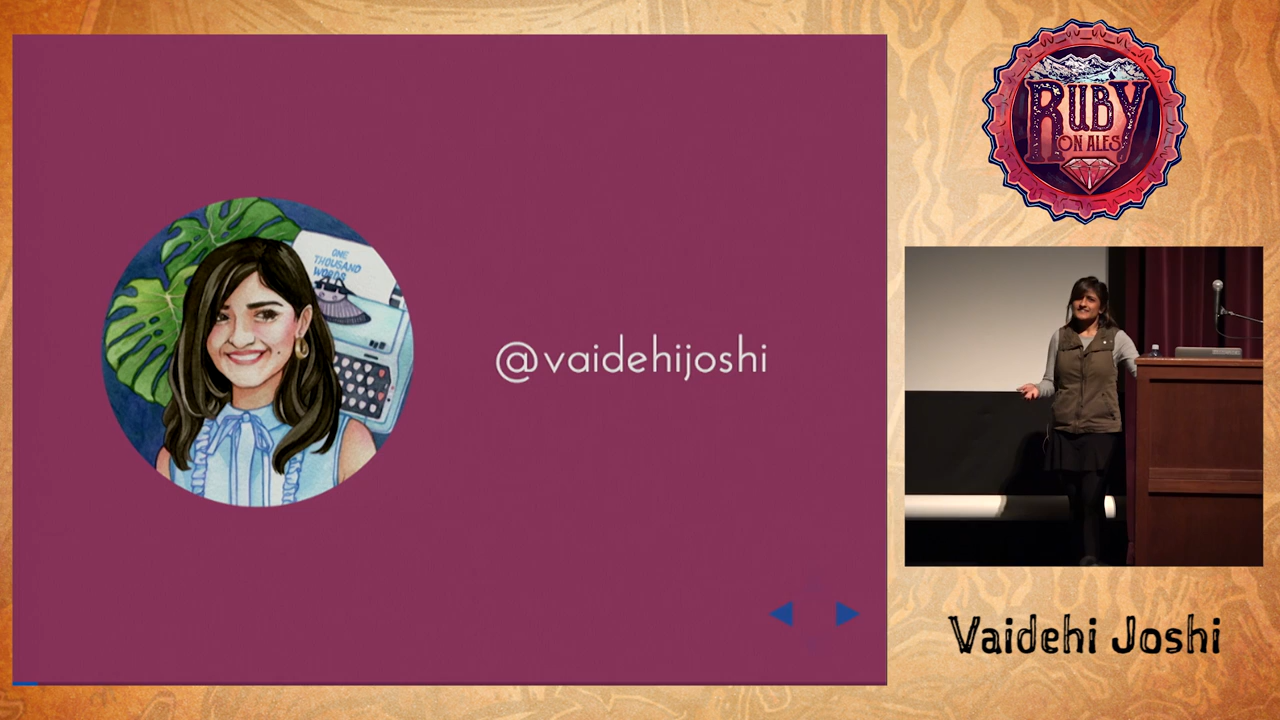 ONE
THOUSAND
WORDS
@vaidehijoshi
RUBY
ON ALES
Vaidehi Joshi